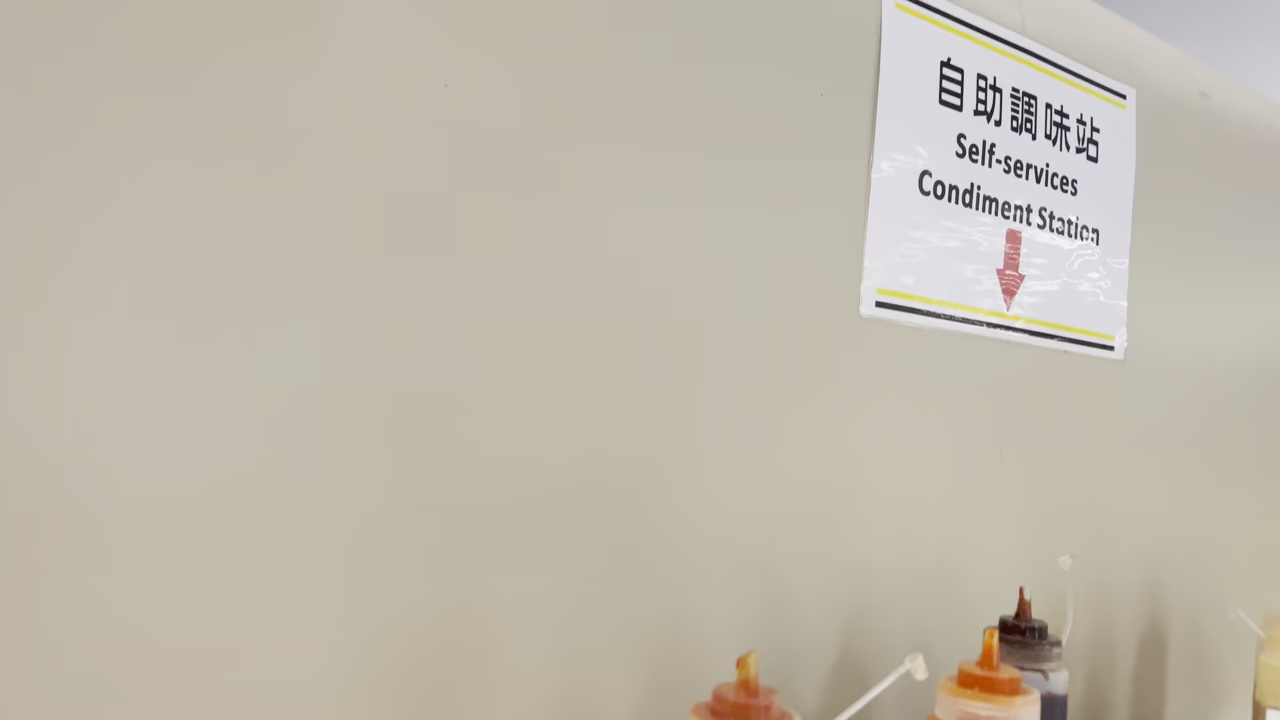 自助調味站
Self-services
Condiment Station